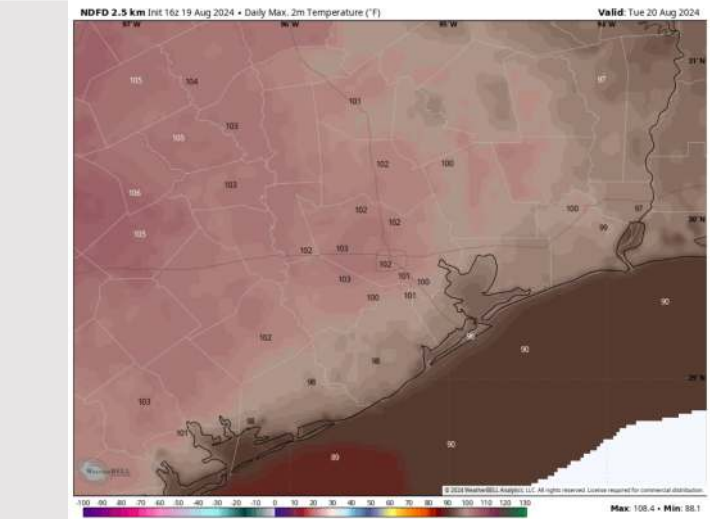 NDFD 2.5 km Init 16z 19 Aug 2024 • Daily Max. 2m Temperature (°F)
Valid: Tue 20 Aug 2024
97°W 96°W 95°W 94°W
31°N
105 104 97
101
105 103
102 100
106 103
102 102 100 97
105 99
30°N
102 103
102
103 101 100
100 101
90
98
90
102
98
29°N
98
103
98
101
90
89
WeatherBELL
© 2024 WeatherBELL Analytics, LLC. All rights reserved. License required for commercial distribution.
-100 -90 -80 -70 -60 -50 -40 -30 -20 -10 0 10 20 30 40 50 60 70 80 90 100 110 120 130
Max: 108.4 • Min: 88.1